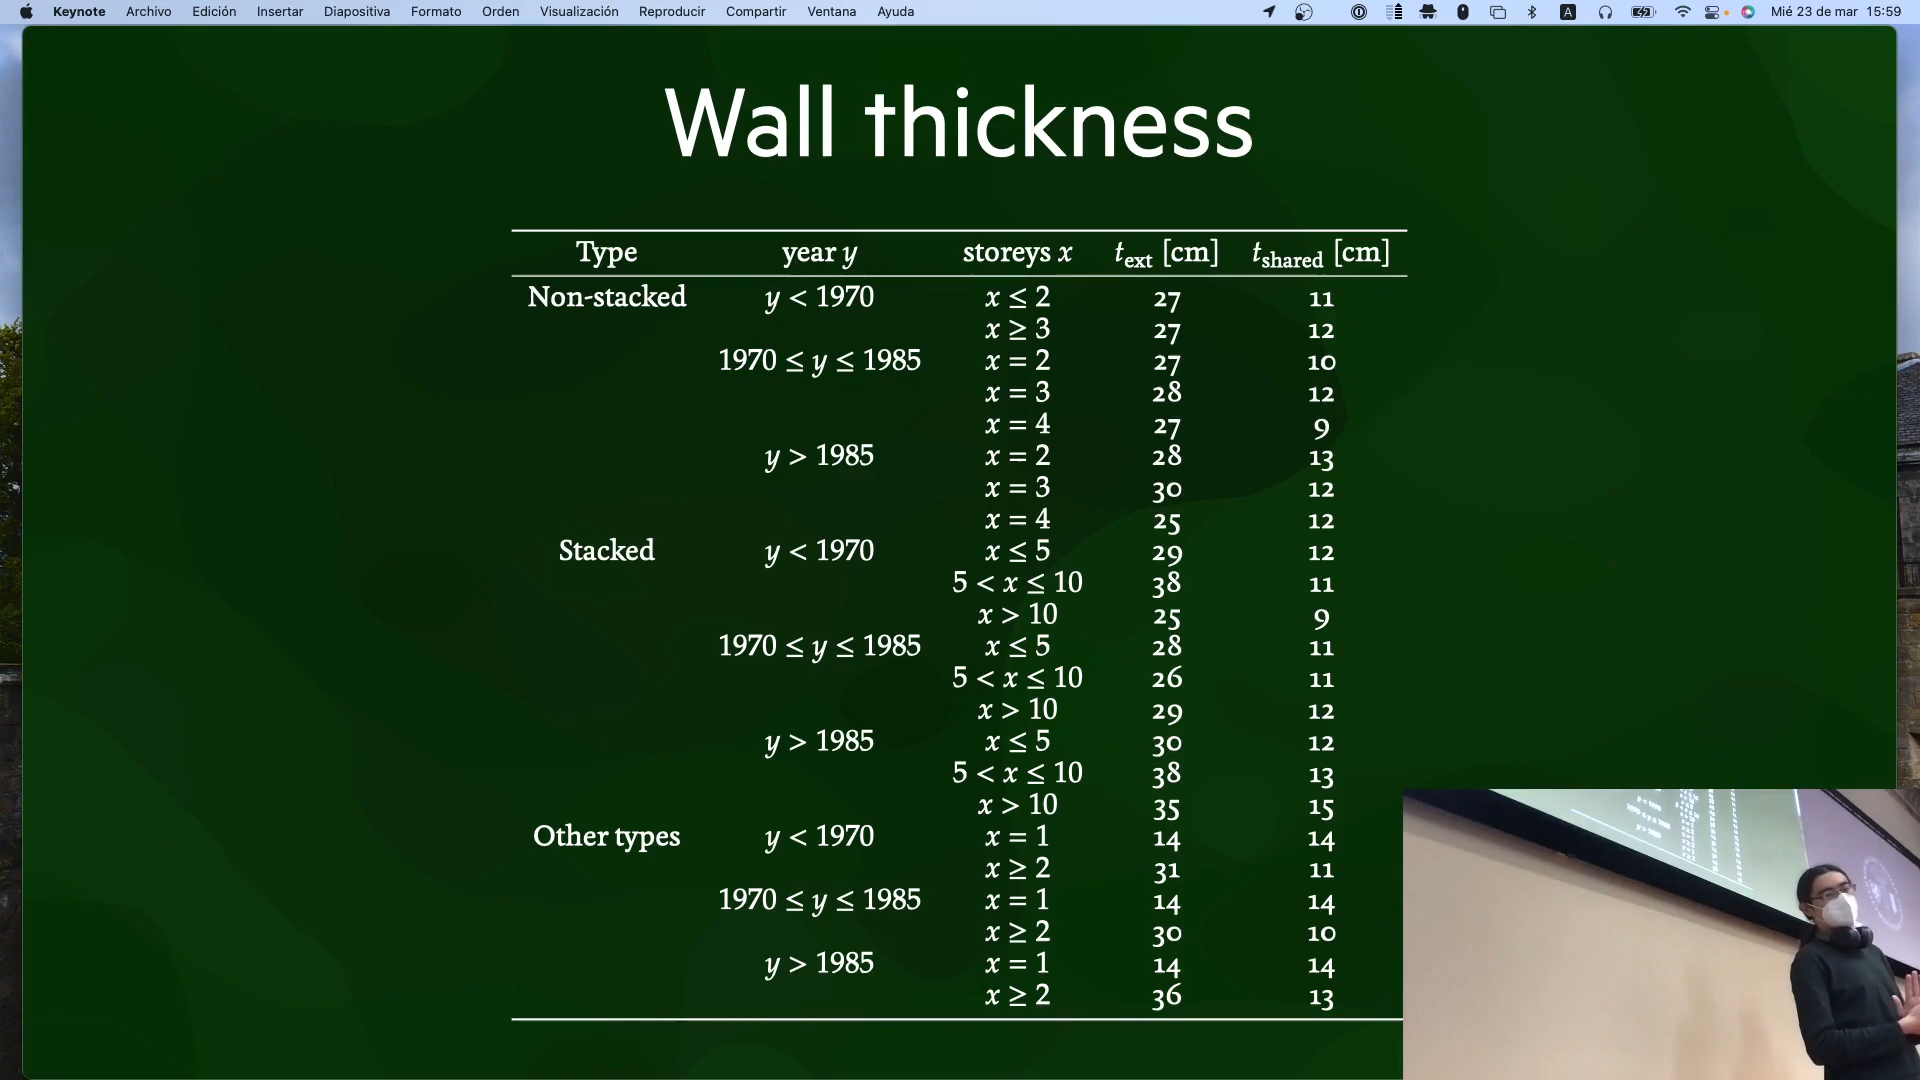 Keynote Archivo Edición Insertar Diapositiva Formato Orden Visualización Reproducir Compartir Ventana Ayuda A Mié 23 de mar 15:59
Wall thickness
Type year y storeys x t_ext [cm] t_shared [cm]
Non-stacked y < 1970 x ≤ 2 27 11
x ≥ 3 27 12
1970 ≤ y ≤ 1985 x = 2 27 10
x = 3 28 12
x = 4 27 9
y > 1985 x = 2 28 13
x = 3 30 12
x = 4 25 12
Stacked y < 1970 x ≤ 5 29 12
5 < x ≤ 10 38 11
x > 10 25 9
1970 ≤ y ≤ 1985 x ≤ 5 28 11
5 < x ≤ 10 26 11
x > 10 29 12
y > 1985 x ≤ 5 30 12
5 < x ≤ 10 38 13
x > 10 35 15
Other types y < 1970 x = 1 14 14
x ≥ 2 31 11
1970 ≤ y ≤ 1985 x = 1 14 14
x ≥ 2 30 10
y > 1985 x = 1 14 14
x ≥ 2 36 13